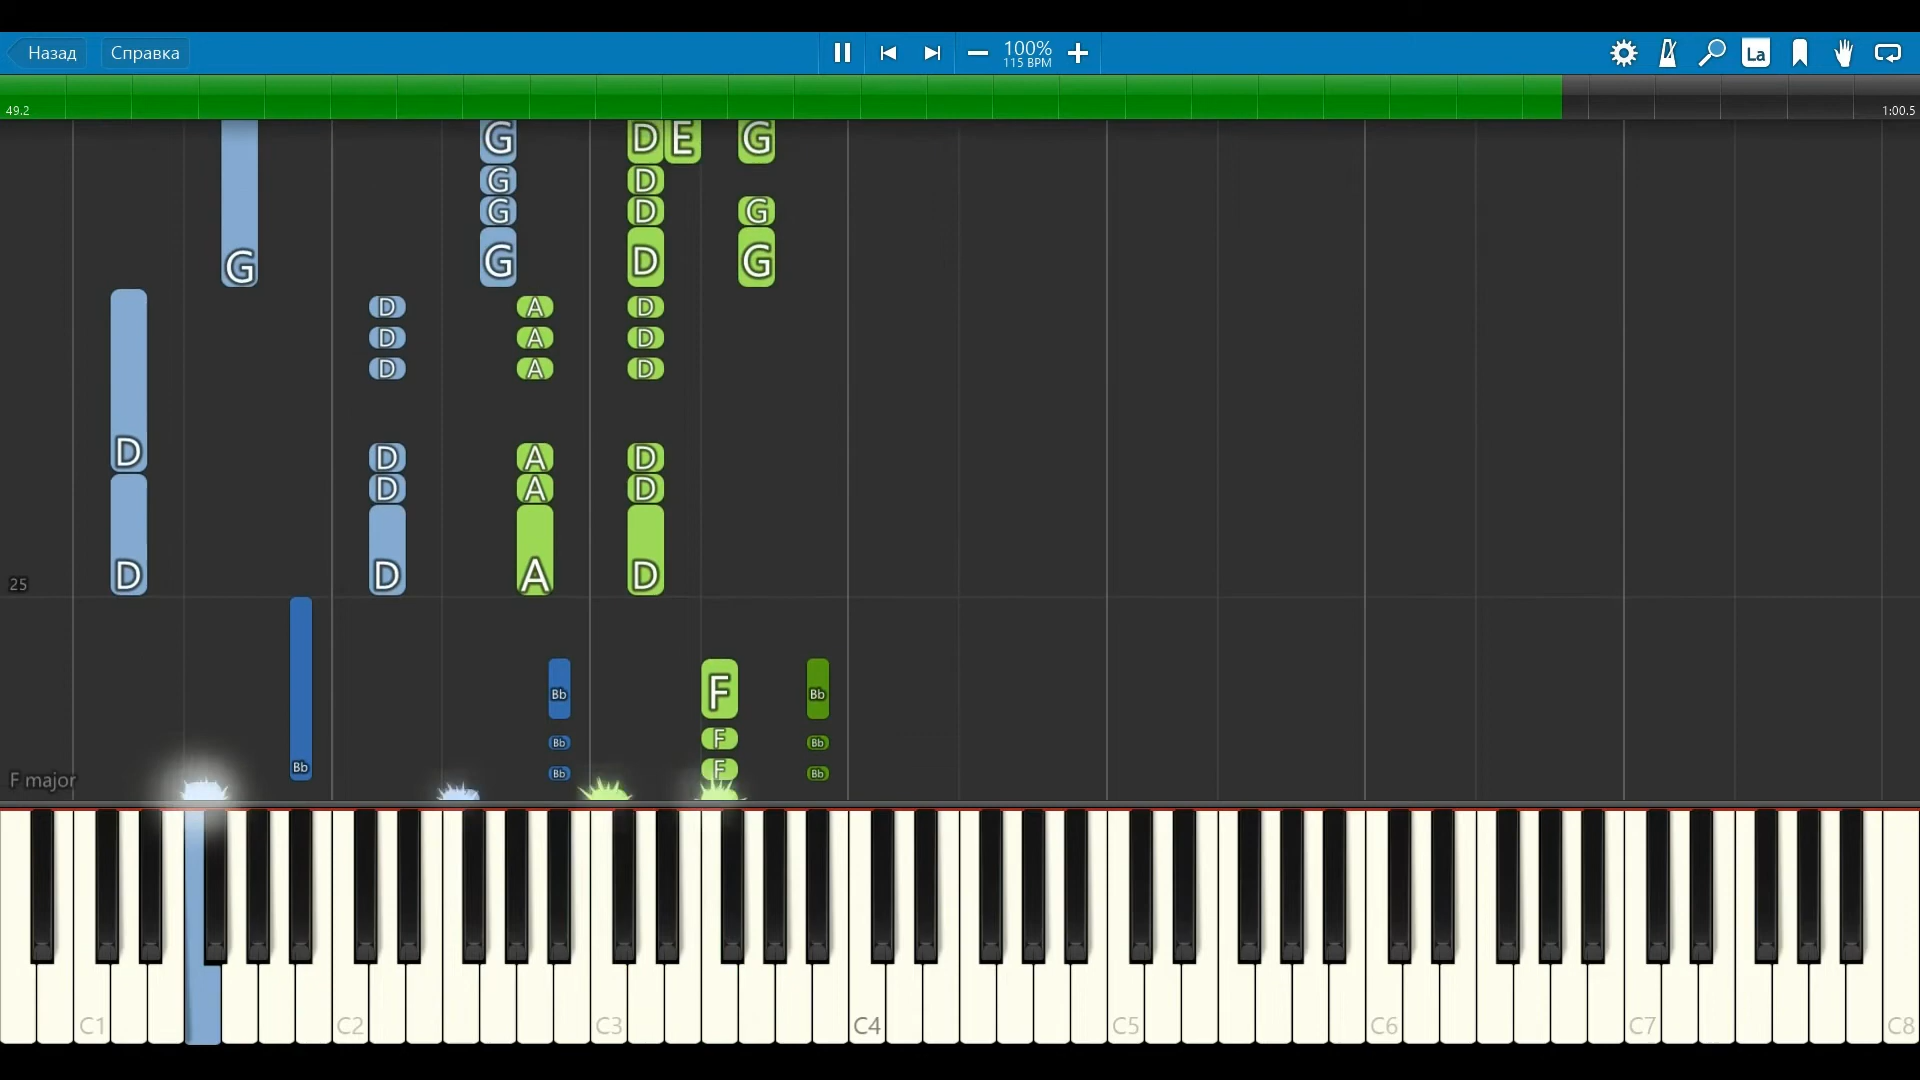 Назад Справка 100% La
115 BPM
49.2 1:00.5
G D E G
G D
G D G
G G D G
D A D
D A D
D A D
D D A D
D A D
D D A D
25
Bb F Bb
Bb F Bb
Bb Bb F Bb
F major
C1 C2 C3 C4 C5 C6 C7 C8